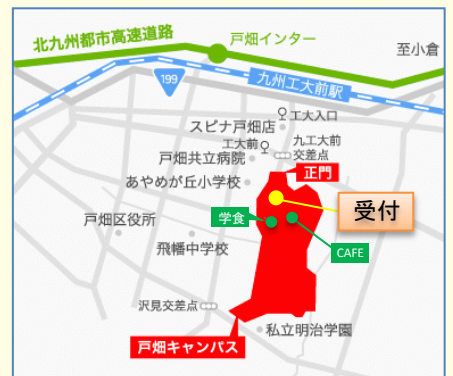 北九州都市高速道路
戸畑インター
至小倉
199
九州工大前駅
工大入口
スピナ戸畑店
工大前
九工大前
交差点
戸畑共立病院
正門
あやめが丘小学校
受付
学食
戸畑区役所
飛幡中学校
CAFE
沢見交差点
私立明治学園
戸畑キャンパス